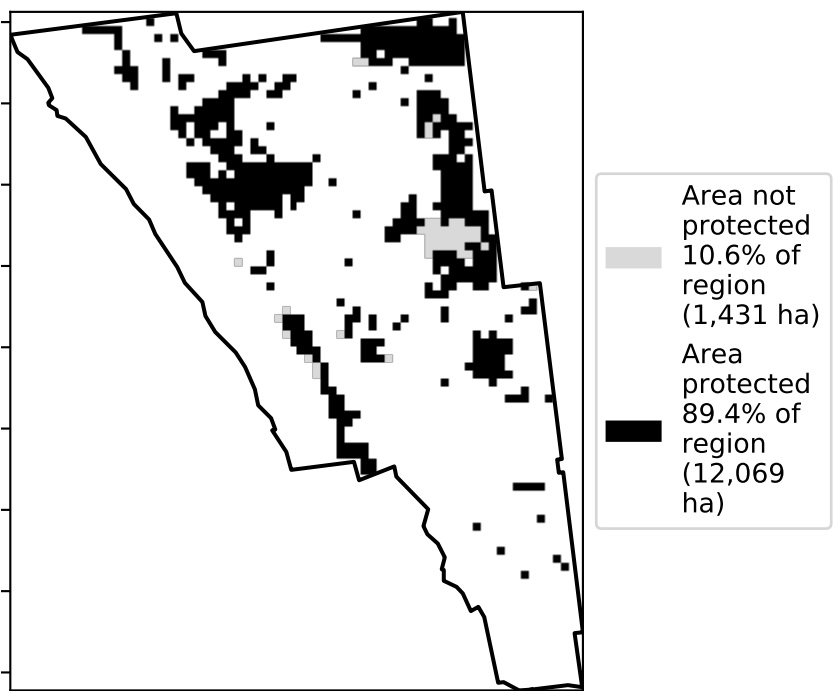 Area not
protected
10.6% of
region
(1,431 ha)
Area
protected
89.4% of
region
(12,069
ha)